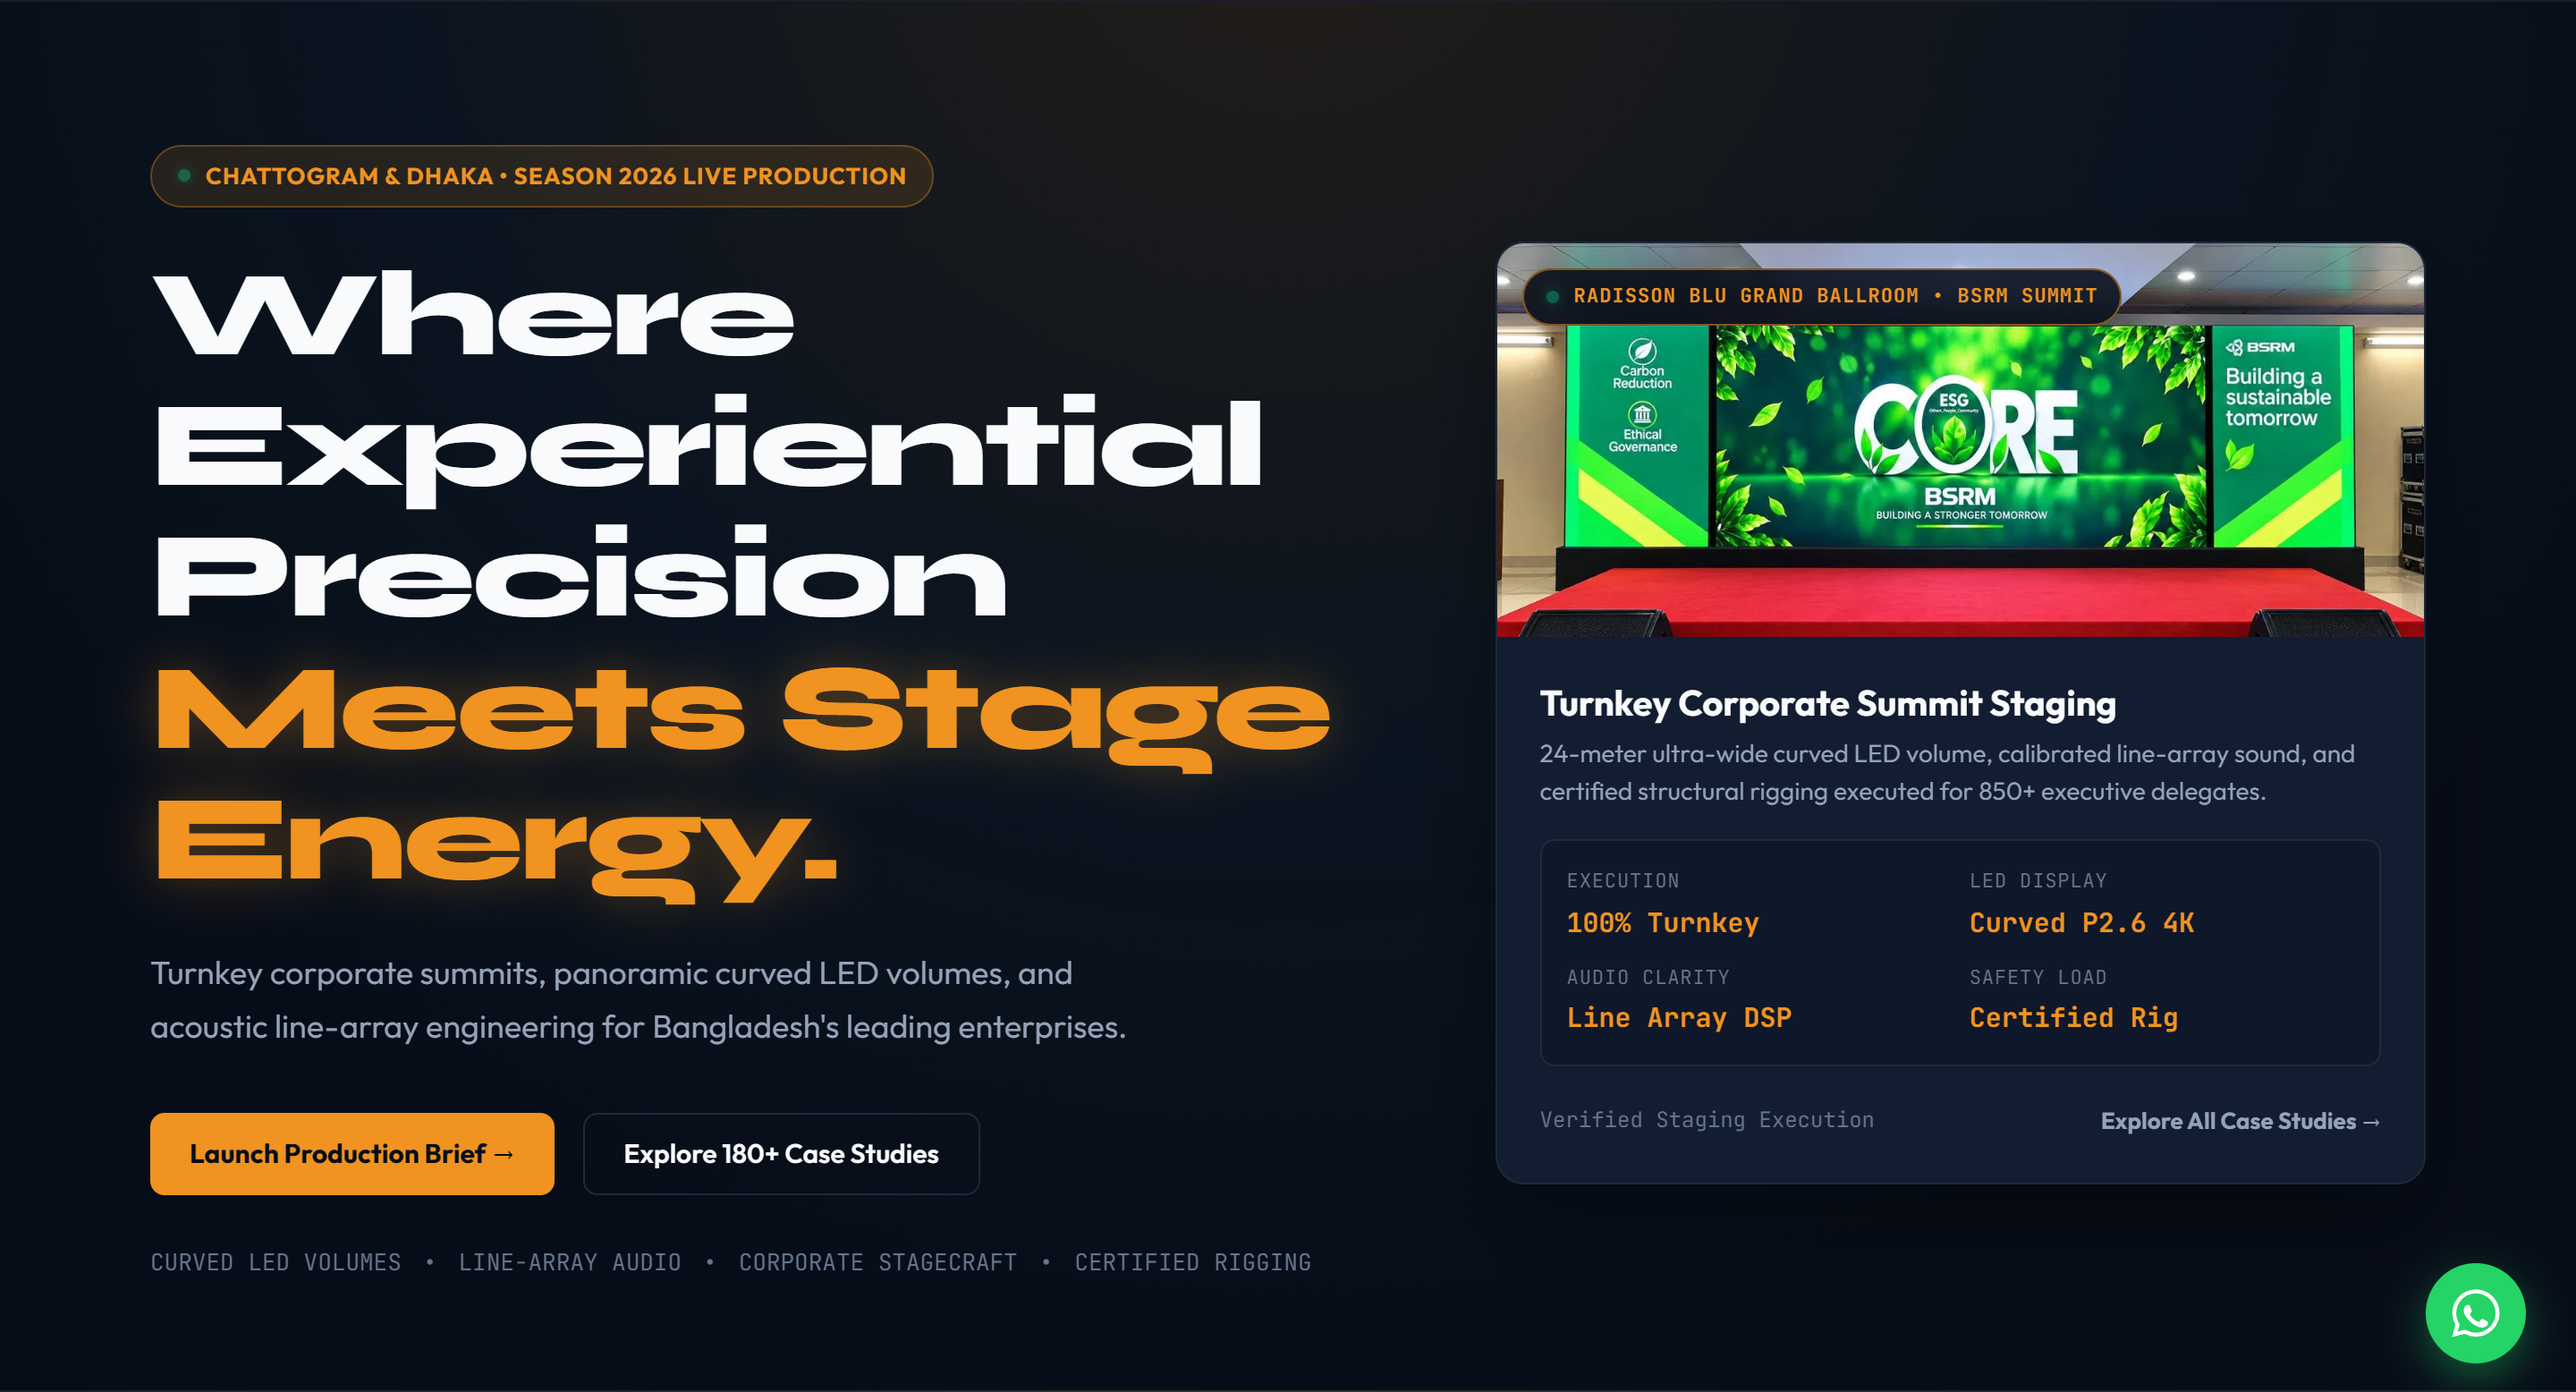 CHATTOGRAM & DHAKA • SEASON 2026 LIVE PRODUCTION
Where
Experiential
Precision
Meets Stage
Energy.
Turnkey corporate summits, panoramic curved LED volumes, and
acoustic line-array engineering for Bangladesh's leading enterprises.
Launch Production Brief →
Explore 180+ Case Studies
CURVED LED VOLUMES • LINE-ARRAY AUDIO • CORPORATE STAGECRAFT • CERTIFIED RIGGING
RADISSON BLU GRAND BALLROOM • BSRM SUMMIT
Carbon
Reduction
Ethical
Governance
CORE
ESG
BSRM
BUILDING A STRONGER TOMORROW
BSRM
Building a
sustainable
tomorrow
Turnkey Corporate Summit Staging
24-meter ultra-wide curved LED volume, calibrated line-array sound, and
certified structural rigging executed for 850+ executive delegates.
EXECUTION
100% Turnkey
LED DISPLAY
Curved P2.6 4K
AUDIO CLARITY
Line Array DSP
SAFETY LOAD
Certified Rig
Verified Staging Execution
Explore All Case Studies →